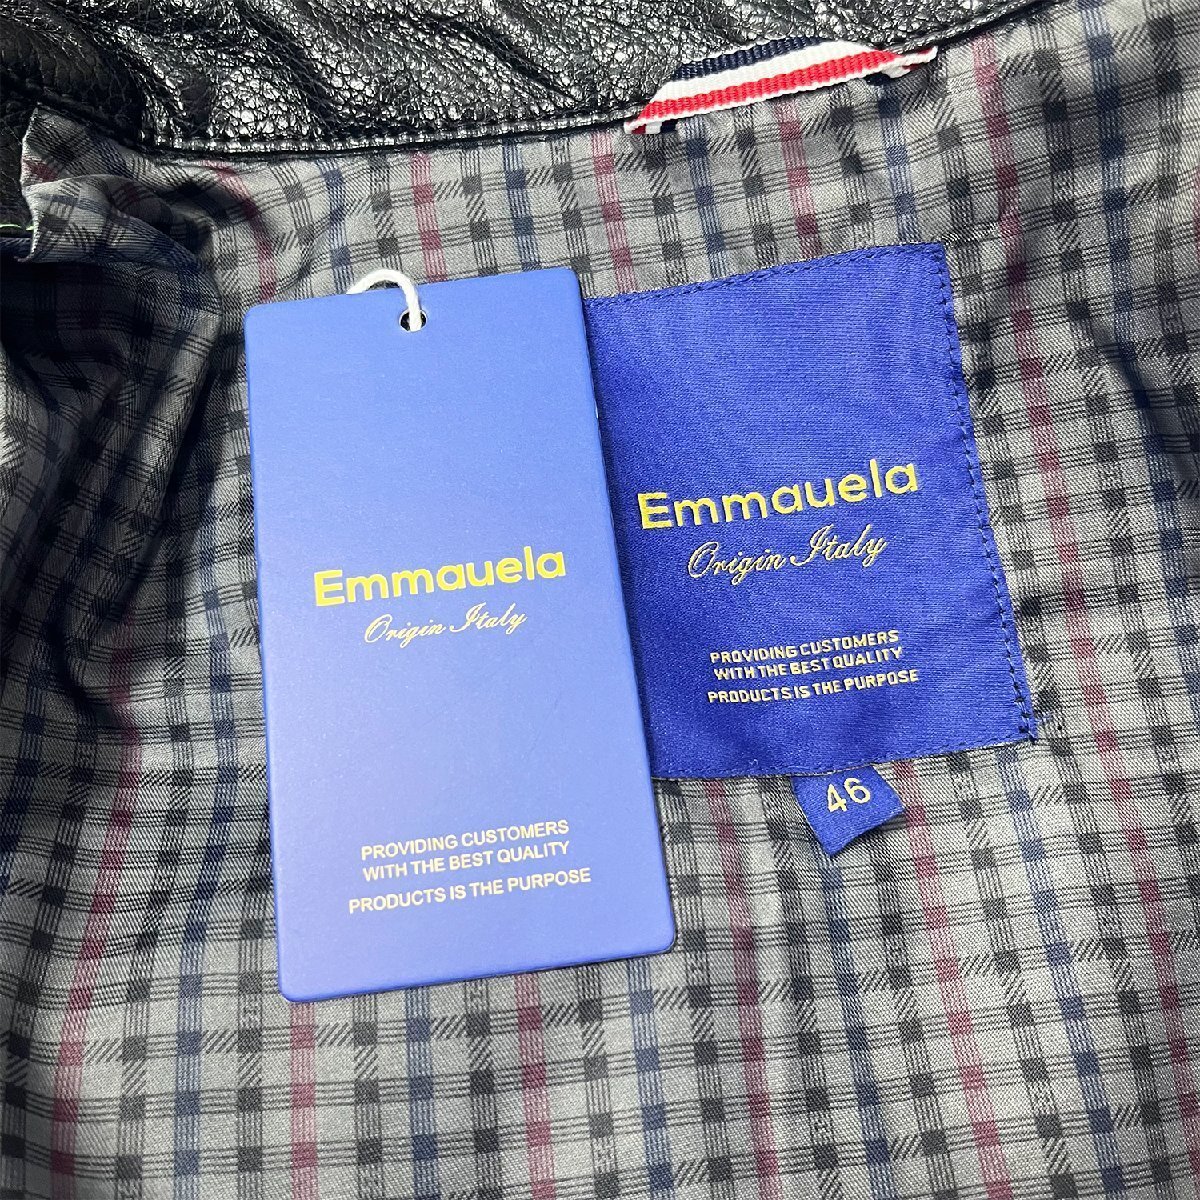 Emmauela
Origin Italy
PROVIDING CUSTOMERS
WITH THE BEST QUALITY
PRODUCTS IS THE PURPOSE
Emmauela
Origin Italy
PROVIDING CUSTOMERS
WITH THE BEST QUALITY
PRODUCTS IS THE PURPOSE
46